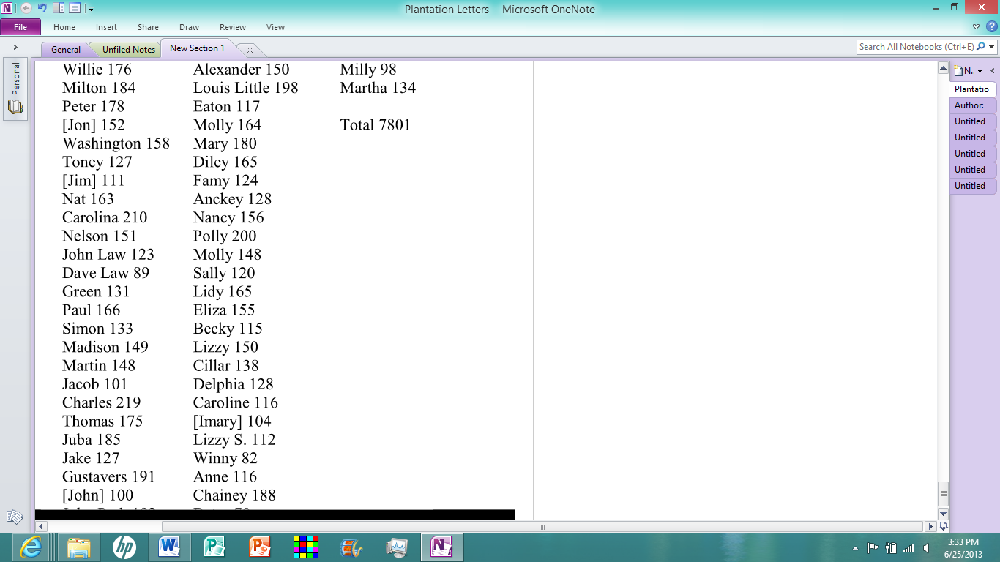 Plantation Letters - Microsoft OneNote
File Home Insert Share Draw Review View
General Unfiled Notes New Section 1
Search All Notebooks (Ctrl+E)
Personal
N..
Plantatio
Author:
Untitled
Untitled
Untitled
Untitled
Untitled
Willie 176
Milton 184
Peter 178
[Jon] 152
Washington 158
Toney 127
[Jim] 111
Nat 163
Carolina 210
Nelson 151
John Law 123
Dave Law 89
Green 131
Paul 166
Simon 133
Madison 149
Martin 148
Jacob 101
Charles 219
Thomas 175
Juba 185
Jake 127
Gustavers 191
[John] 100
Alexander 150
Louis Little 198
Eaton 117
Molly 164
Mary 180
Diley 165
Famy 124
Anckey 128
Nancy 156
Polly 200
Molly 148
Sally 120
Lidy 165
Eliza 155
Becky 115
Lizzy 150
Cillar 138
Delphia 128
Caroline 116
[Imary] 104
Lizzy S. 112
Winny 82
Anne 116
Chainey 188
Milly 98
Martha 134
Total 7801
3:33 PM
6/25/2013